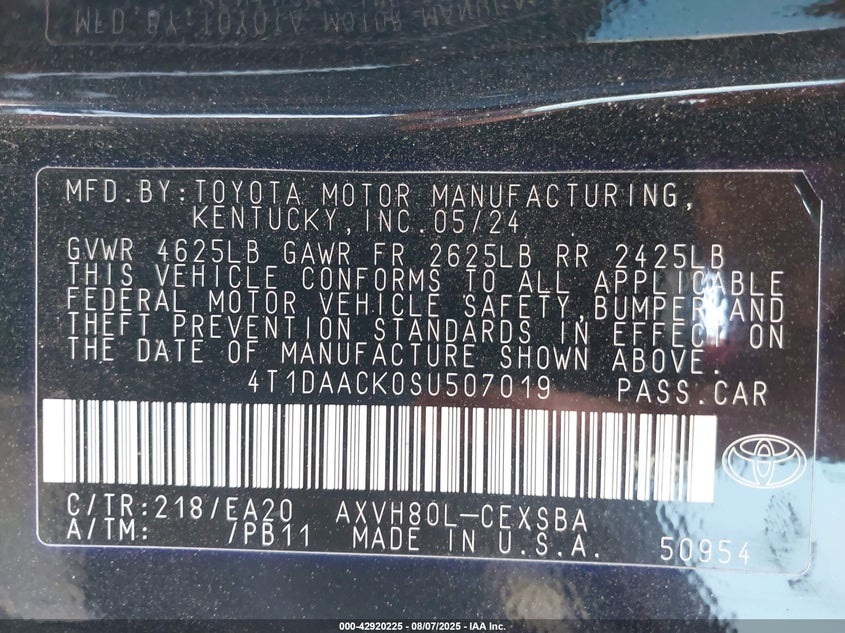 MFD.BY:TOYOTA MOTOR MANUFACTURING,
KENTUCKY,INC.05/24
GVWR 4625LB GAWR FR 2625LB RR 2425LB
THIS VEHICLE CONFORMS TO ALL APPLICABLE
FEDERAL MOTOR VEHICLE SAFETY,BUMPER,AND
THEFT PREVENTION STANDARDS IN EFFECT ON
THE DATE OF MANUFACTURE SHOWN ABOVE.
4T1DAACK0SU507019 PASS.CAR
C/TR:218/EA20 AXVH80L-CEXSBA
A/TM: /PB11 MADE IN U.S.A. 50954
000-42920225 - 08/07/2025 - IAA Inc.